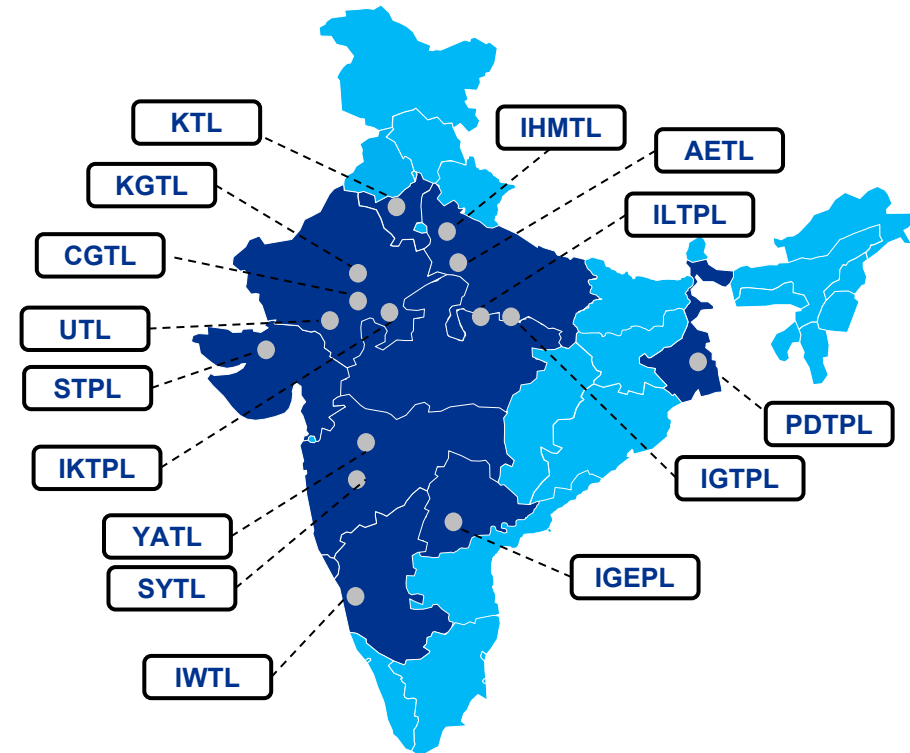 KTL
IHMTL
AETL
KGTL
ILTPL
CGTL
UTL
STPL
PDTPL
IKTPL
IGTPL
YATL
SYTL
IGEPL
IWTL